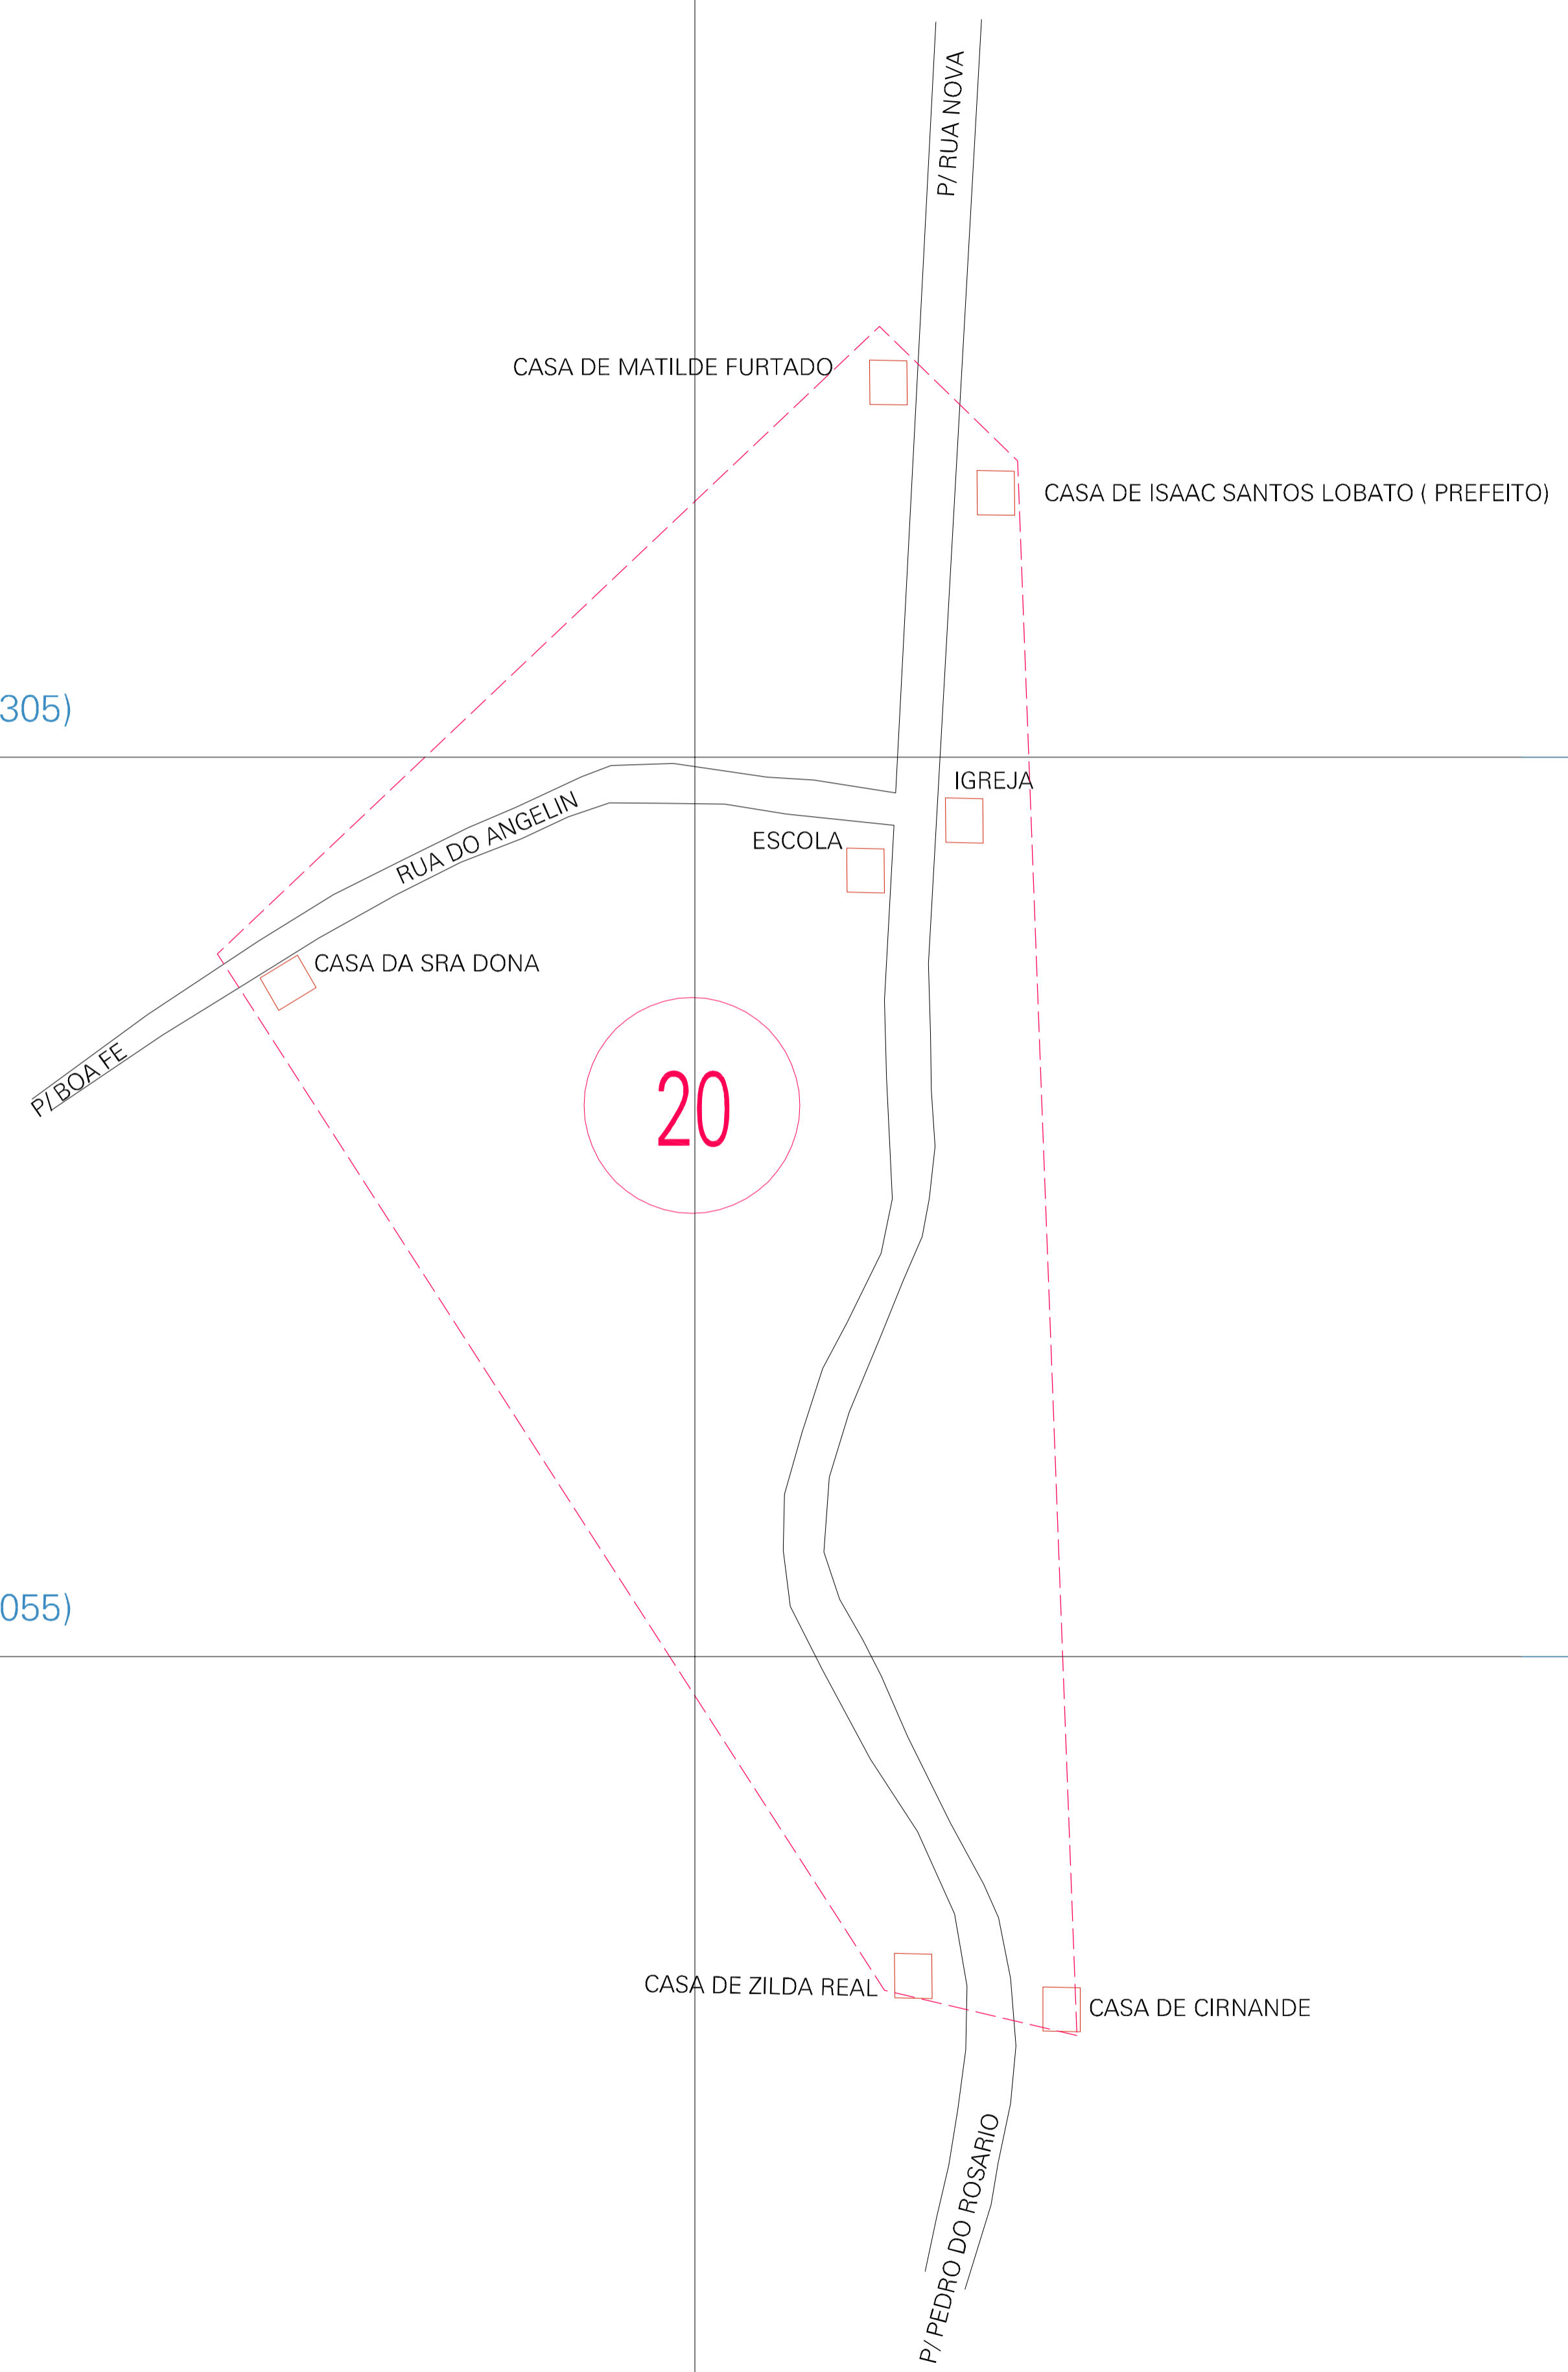 P/ RUA NOVA
CASA DE MATILDE FURTADO
CASA DE ISAAC SANTOS LOBATO ( PREFEITO)
305)
IGREJA
RUA DO ANGELIN
ESCOLA
CASA DA SRA DONA
P/ BOA FE
20
055)
CASA DE ZILDA REAL
CASA DE CIRNANDE
P/ PEDRO DO ROSARIO